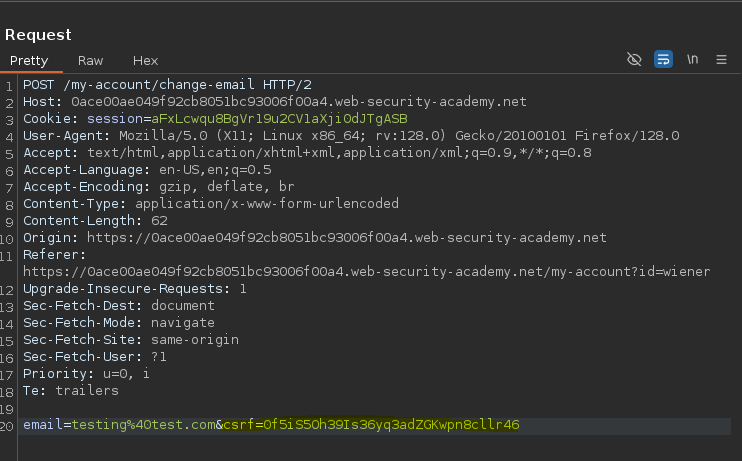 Request
Pretty Raw Hex
\n
1 POST /my-account/change-email HTTP/2
2 Host: 0ace00ae049f92cb8051bc93006f00a4.web-security-academy.net
3 Cookie: session=aFxLcwqu8BgVr19u2CV1aXji0dJTgASB
4 User-Agent: Mozilla/5.0 (X11; Linux x86_64; rv:128.0) Gecko/20100101 Firefox/128.0
5 Accept: text/html,application/xhtml+xml,application/xml;q=0.9,*/*;q=0.8
6 Accept-Language: en-US,en;q=0.5
7 Accept-Encoding: gzip, deflate, br
8 Content-Type: application/x-www-form-urlencoded
9 Content-Length: 62
10 Origin: https://0ace00ae049f92cb8051bc93006f00a4.web-security-academy.net
11 Referer:
https://0ace00ae049f92cb8051bc93006f00a4.web-security-academy.net/my-account?id=wiener
12 Upgrade-Insecure-Requests: 1
13 Sec-Fetch-Dest: document
14 Sec-Fetch-Mode: navigate
15 Sec-Fetch-Site: same-origin
16 Sec-Fetch-User: ?1
17 Priority: u=0, i
18 Te: trailers
19
20 email=testing%40test.com&csrf=0f5iS5Oh39Is36yq3adZGKwpn8cllr46